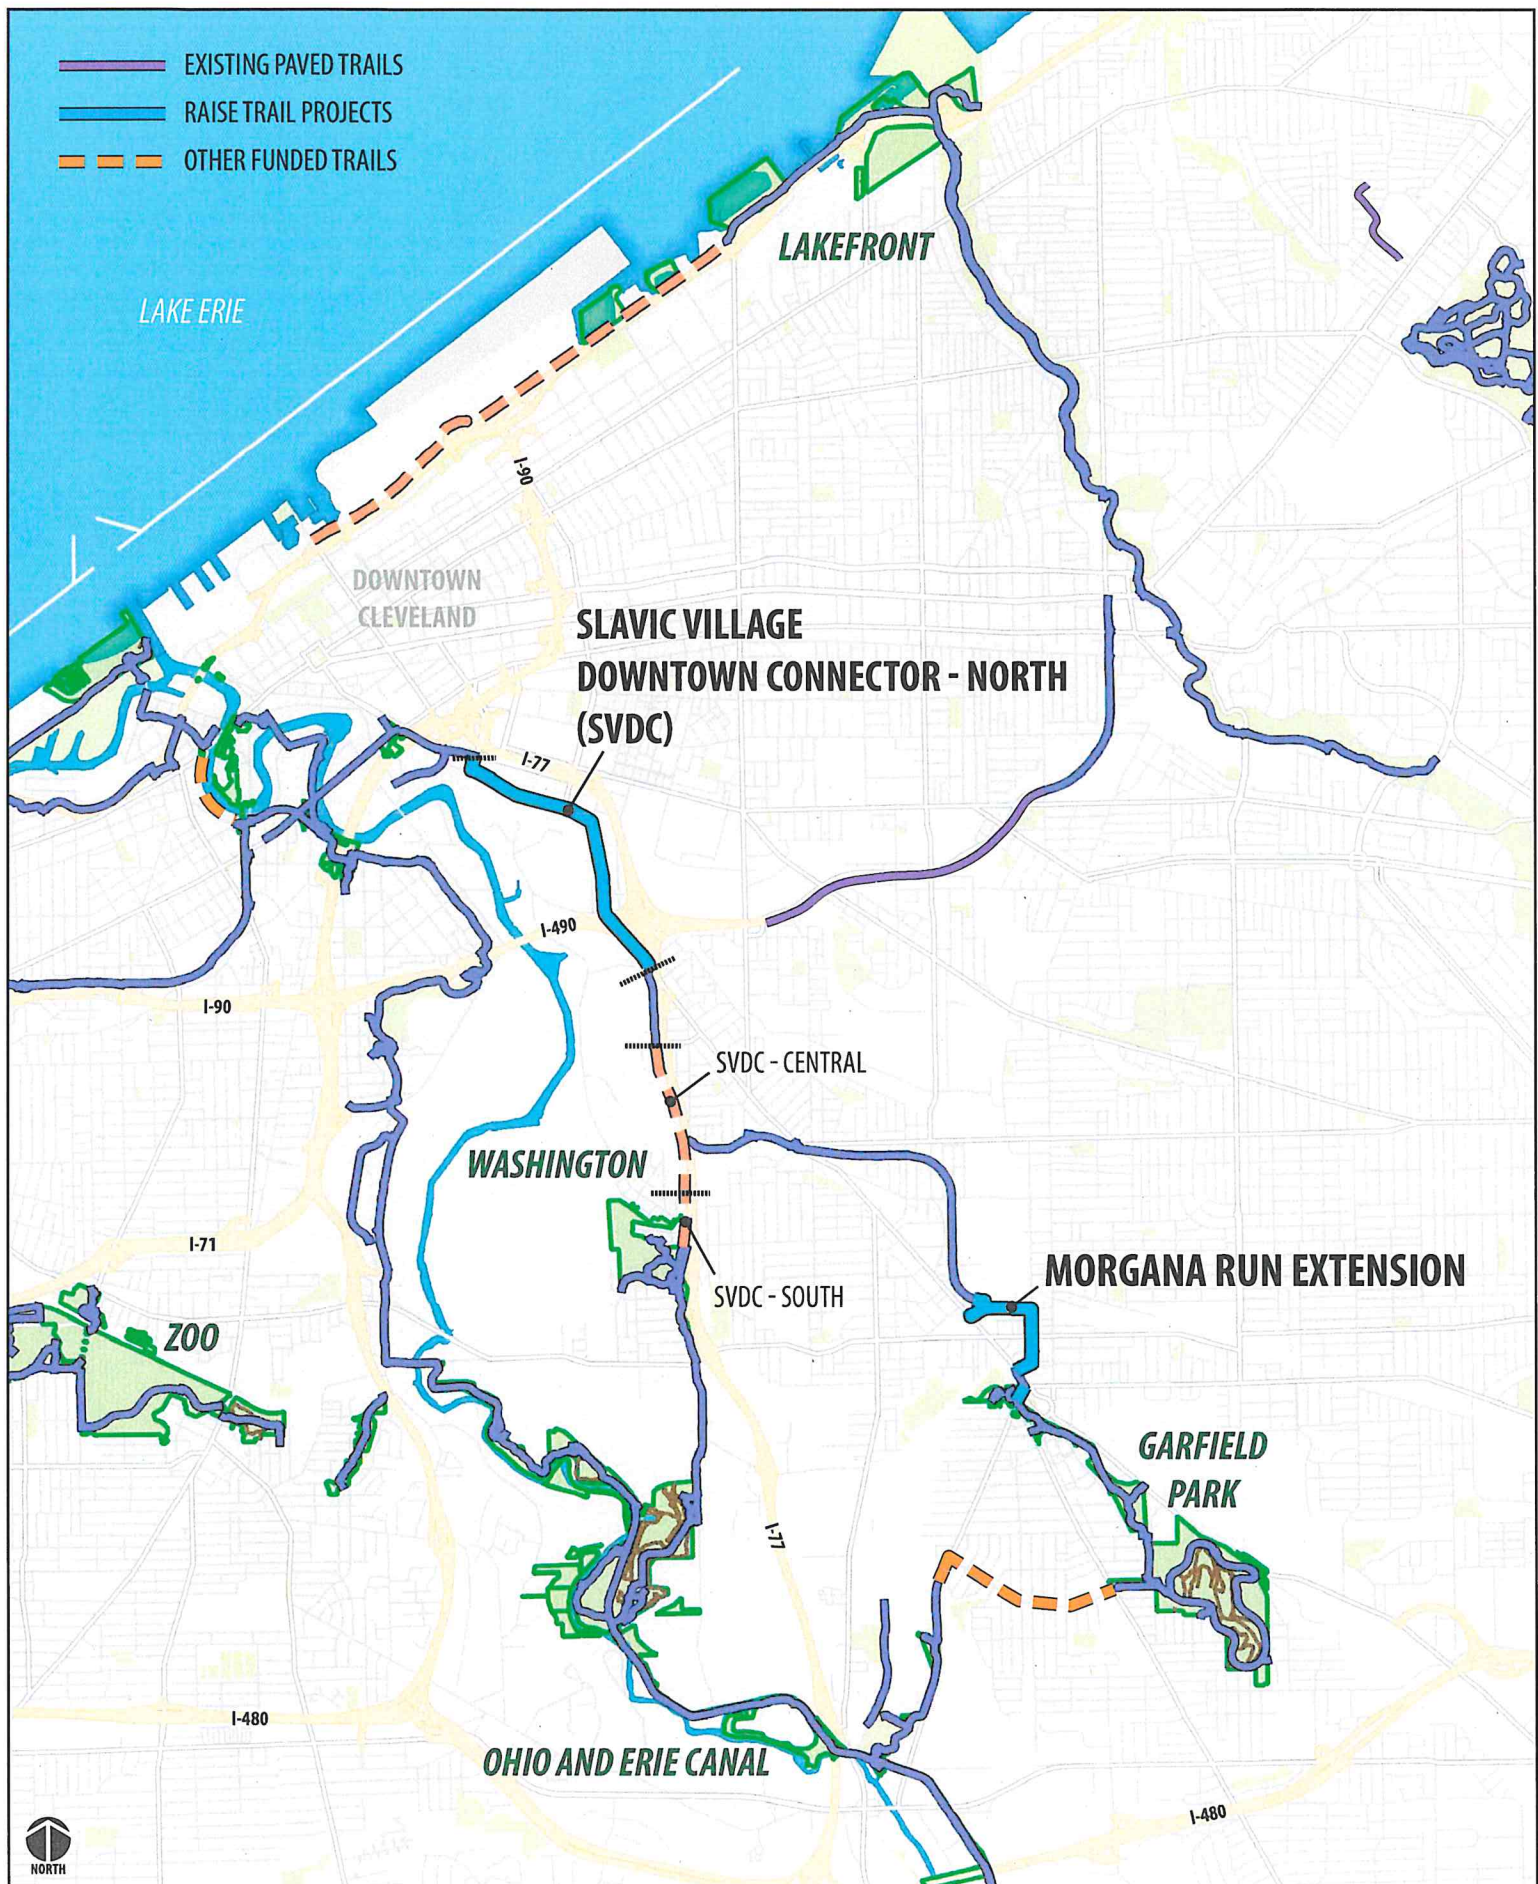 EXISTING PAVED TRAILS
RAISE TRAIL PROJECTS
OTHER FUNDED TRAILS
LAKEFRONT
LAKE ERIE
I-90
DOWNTOWN
CLEVELAND
SLAVIC VILLAGE
DOWNTOWN CONNECTOR - NORTH
(SVDC)
I-77
I-490
I-90
SVDC - CENTRAL
WASHINGTON
I-71
MORGANA RUN EXTENSION
SVDC - SOUTH
ZOO
GARFIELD
PARK
I-77
I-480
OHIO AND ERIE CANAL
I-480
NORTH